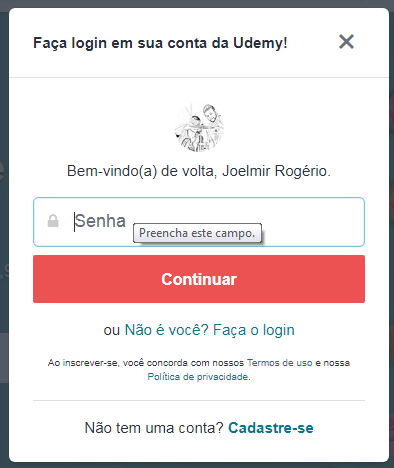 Faça login em sua conta da Udemy!
Bem-vindo(a) de volta, Joelmir Rogério.
Senha
Preencha este campo.
Continuar
ou Não é você? Faça o login
Ao inscrever-se, você concorda com nossos Termos de uso e nossa
Política de privacidade.
Não tem uma conta? Cadastre-se